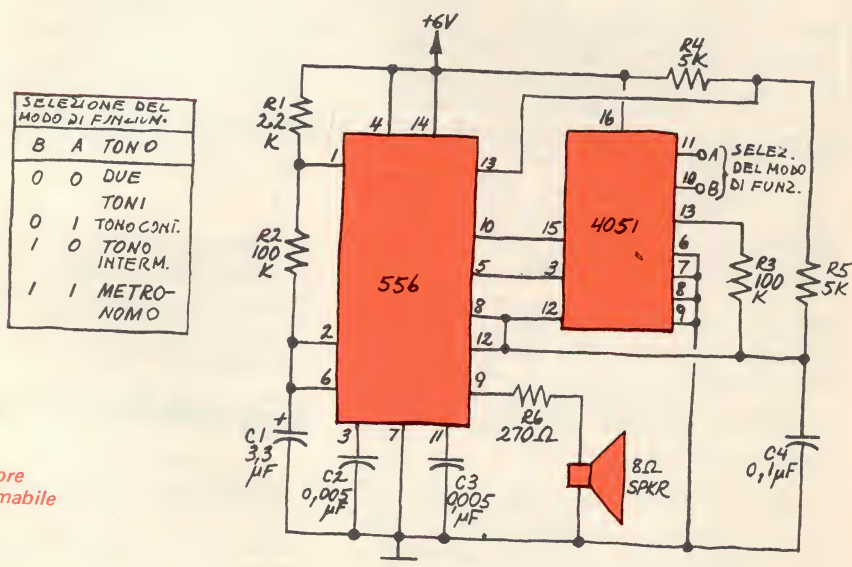 +6V
R4
5K
SELEZIONE DEL
MODO DI FUNZIUN.
B A TONO
0 0 DUE
TONI
0 1 TONO CONT.
1 0 TONO
INTERM.
1 1 METRO-
NOMO
R1
2.2
K
4
14
16
1
13
11
A
SELEZ.
DEL MODO
DI FUNZ.
10
B
13
R2
100
K
10
15
4051
6
7
8
9
556
5
3
8
12
12
R3
100
K
R5
5K
2
6
9
R6
270Ω
C1
+
3,3
µF
3
7
11
C2
0,005
µF
C3
0,005
µF
8Ω
SPKR
C4
0,1µF
ore
mabile